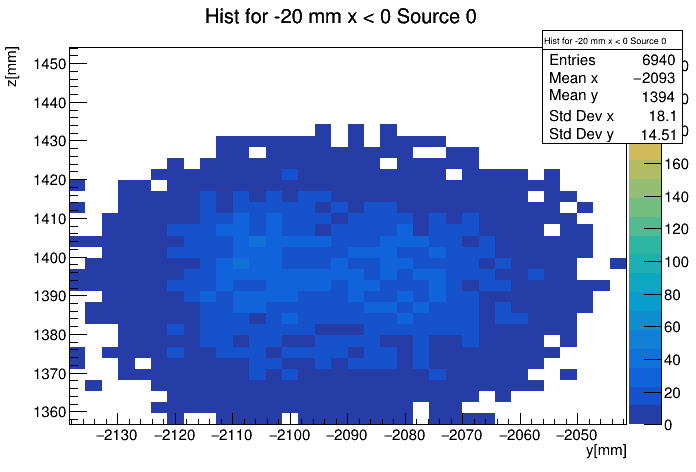 Hist for -20 mm x < 0 Source 0
Hist for -20 mm x < 0 Source 0
Entries 6940
Mean x −2093
Mean y 1394
Std Dev x 18.1
Std Dev y 14.51
z[mm]
1450
1440
1430
1420
1410
1400
1390
1380
1370
1360
160
140
120
100
80
60
40
20
0
−2130 −2120 −2110 −2100 −2090 −2080 −2070 −2060 −2050
y[mm]